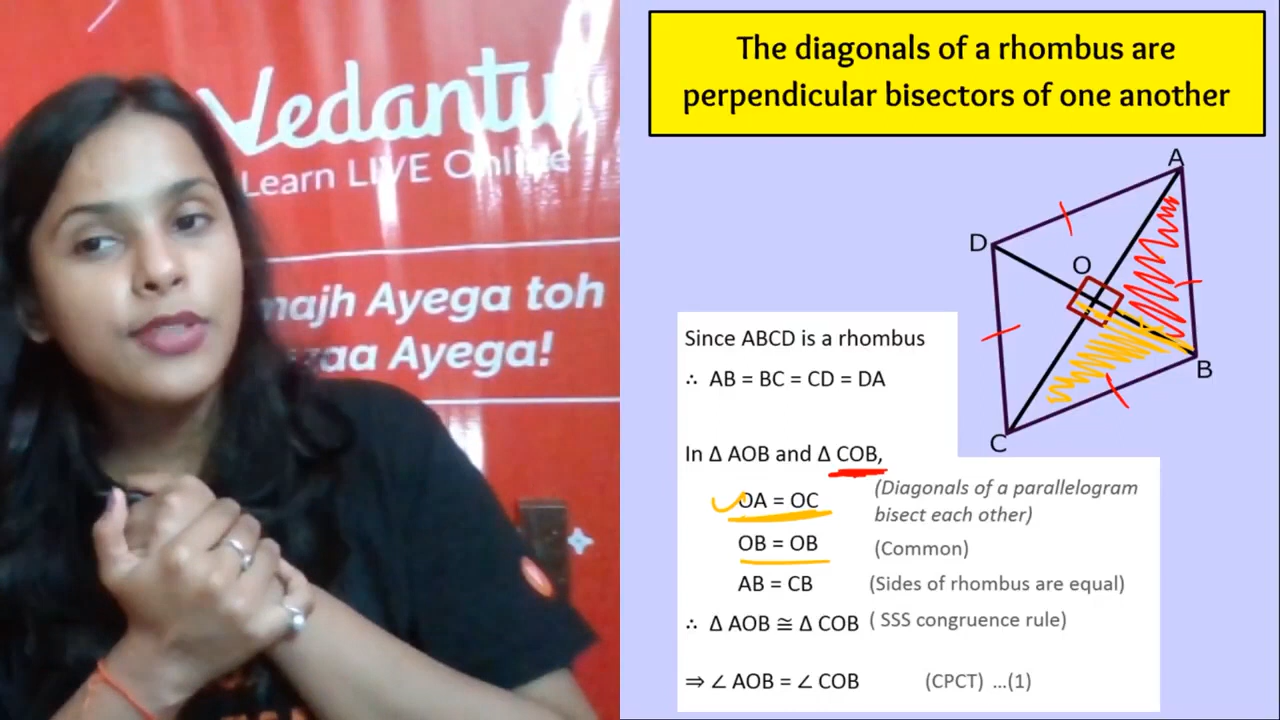 Vedantu
Learn LIVE Online
majh Ayega toh
zaa Ayega!
The diagonals of a rhombus are
perpendicular bisectors of one another
A
D
O
B
C
Since ABCD is a rhombus
∴ AB = BC = CD = DA
In Δ AOB and Δ COB,
OA = OC (Diagonals of a parallelogram
bisect each other)
OB = OB (Common)
AB = CB (Sides of rhombus are equal)
∴ Δ AOB ≅ Δ COB ( SSS congruence rule)
⇒ ∠ AOB = ∠ COB (CPCT) ...(1)